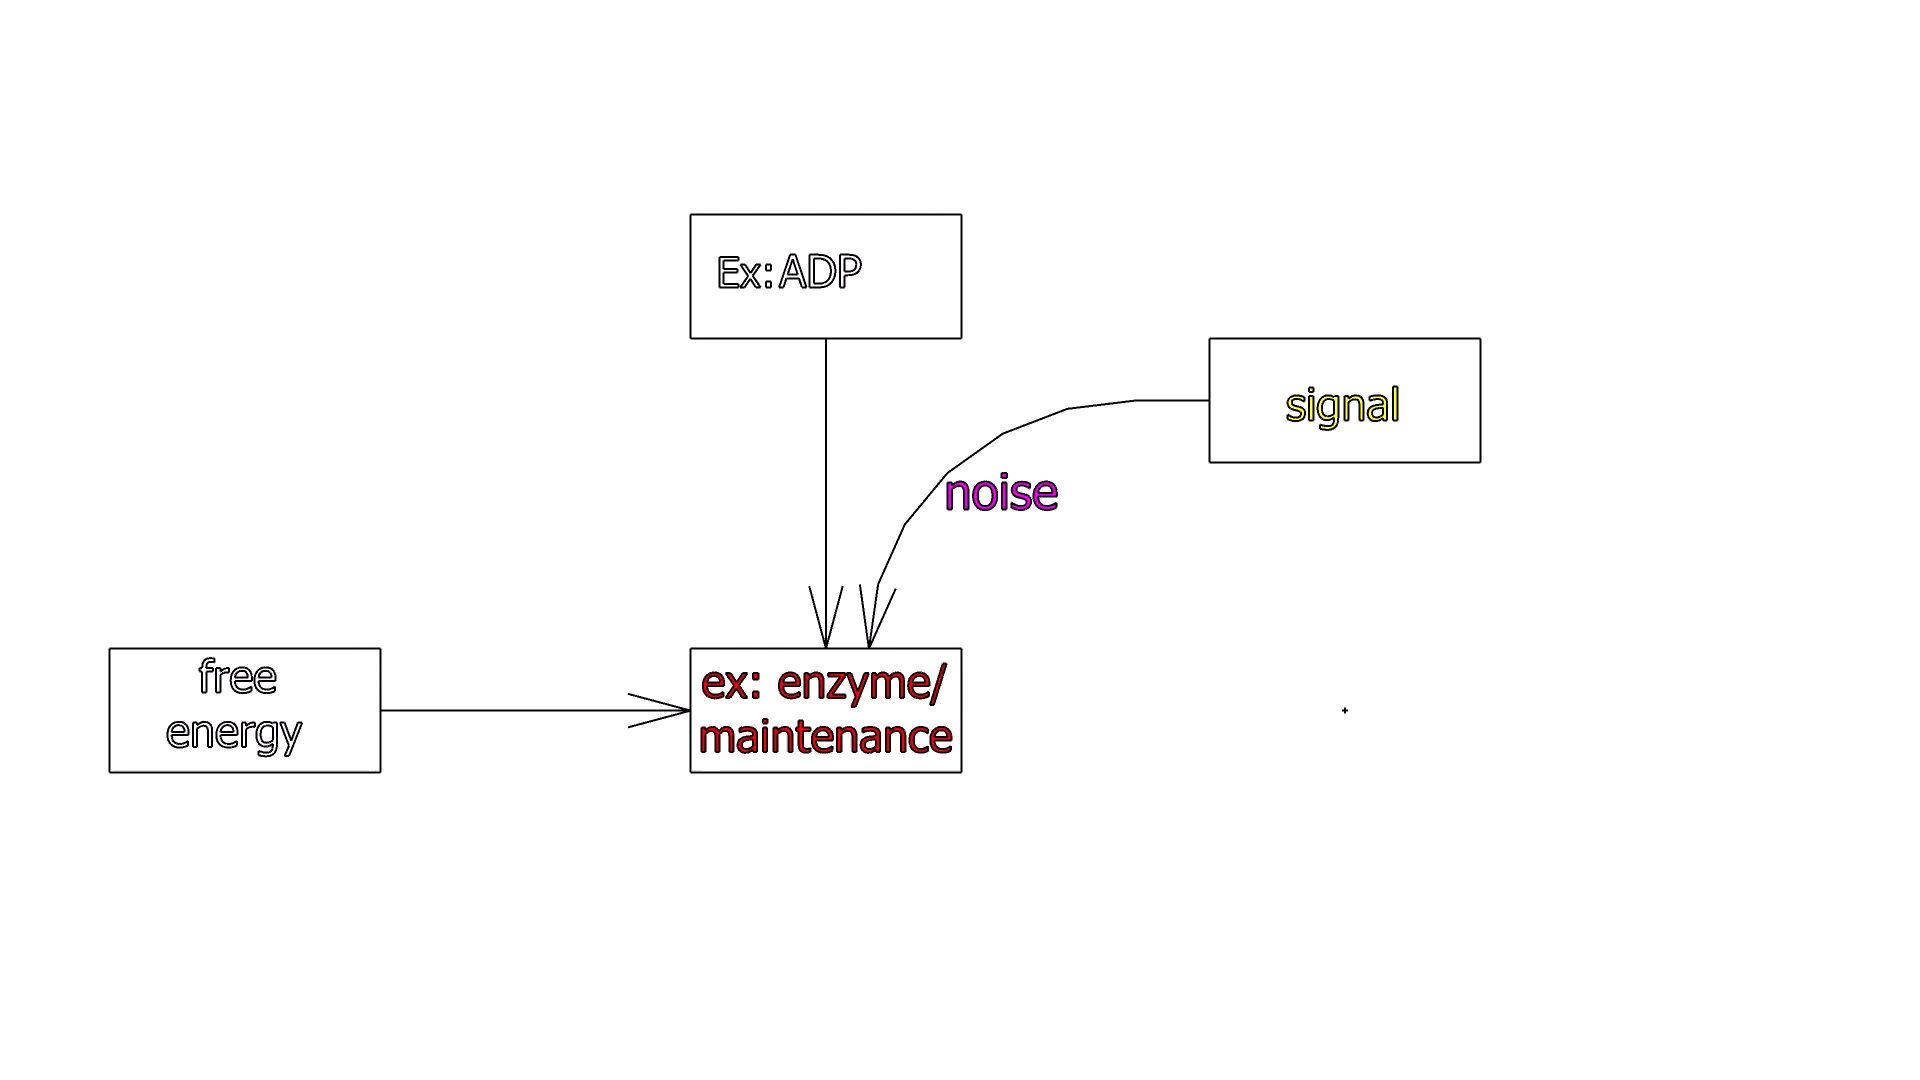 Ex: ADP
signal
noise
free
energy
ex: enzyme/
maintenance